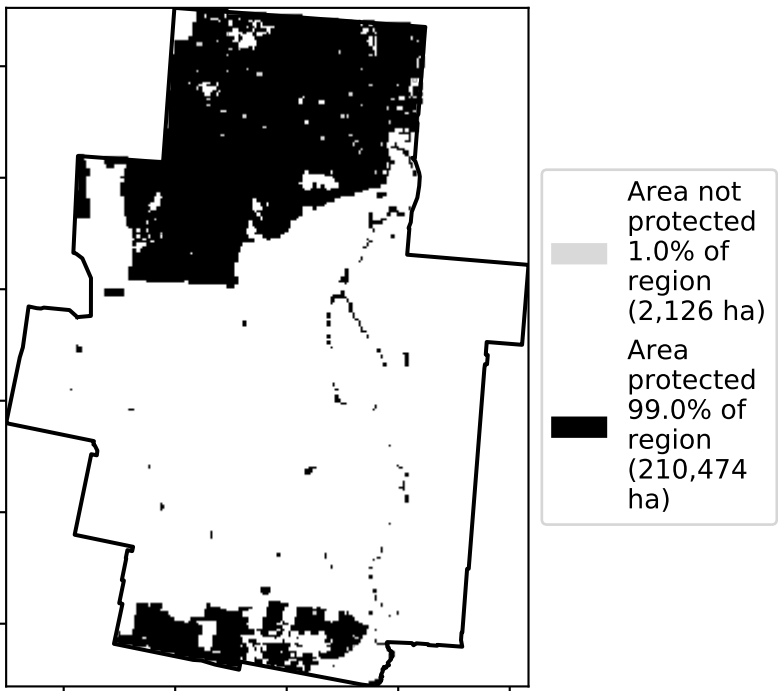 Area not
protected
1.0% of
region
(2,126 ha)
Area
protected
99.0% of
region
(210,474
ha)